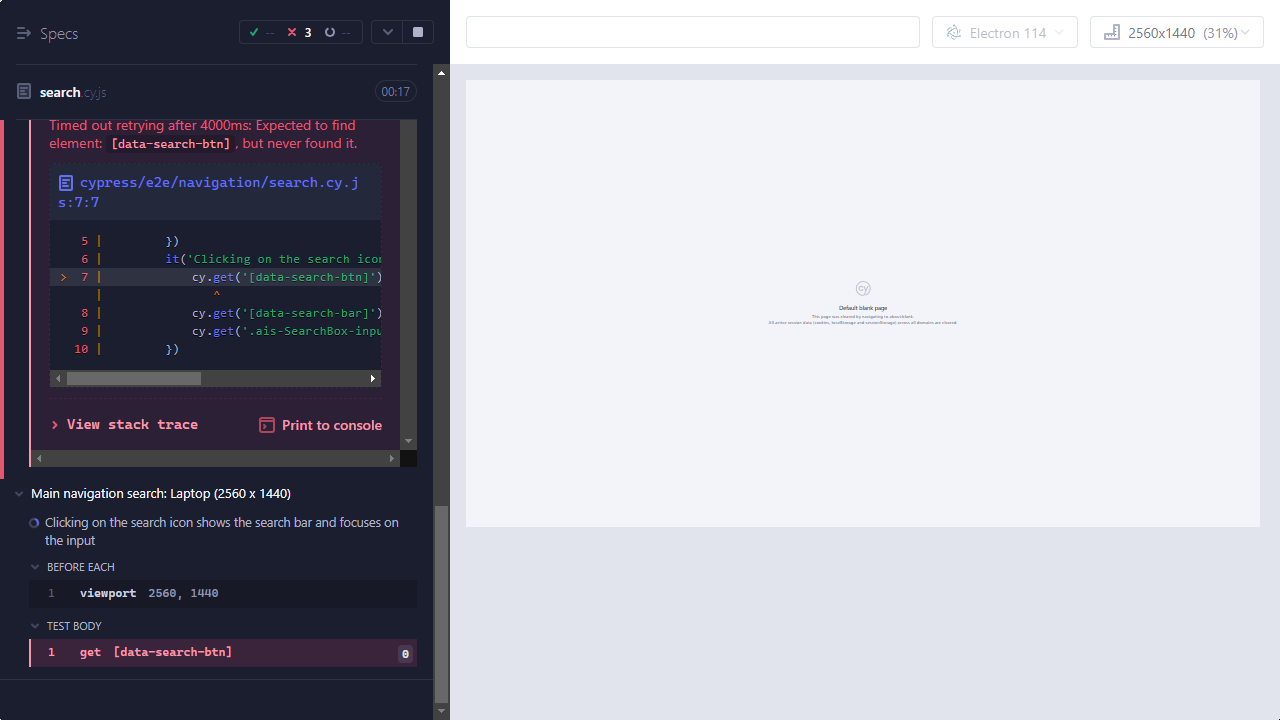 Specs
-- 3 --
Electron 114
2560x1440 (31%)
search.cy.js
00:17
Timed out retrying after 4000ms: Expected to find
element: [data-search-btn], but never found it.
cypress/e2e/navigation/search.cy.j
s:7:7
5 | })
6 | it('Clicking on the search icon
> 7 | cy.get('[data-search-btn]')
| ^
8 | cy.get('[data-search-bar]')
9 | cy.get('.ais-SearchBox-inpu
10 | })
View stack trace
Print to console
Main navigation search: Laptop (2560 x 1440)
Clicking on the search icon shows the search bar and focuses on
the input
BEFORE EACH
1 viewport 2560, 1440
TEST BODY
1 get [data-search-btn] 0
cy
Default blank page
This page was cleared by navigating to about:blank.
All active session data (cookies, localStorage and sessionStorage) across all domains are cleared.